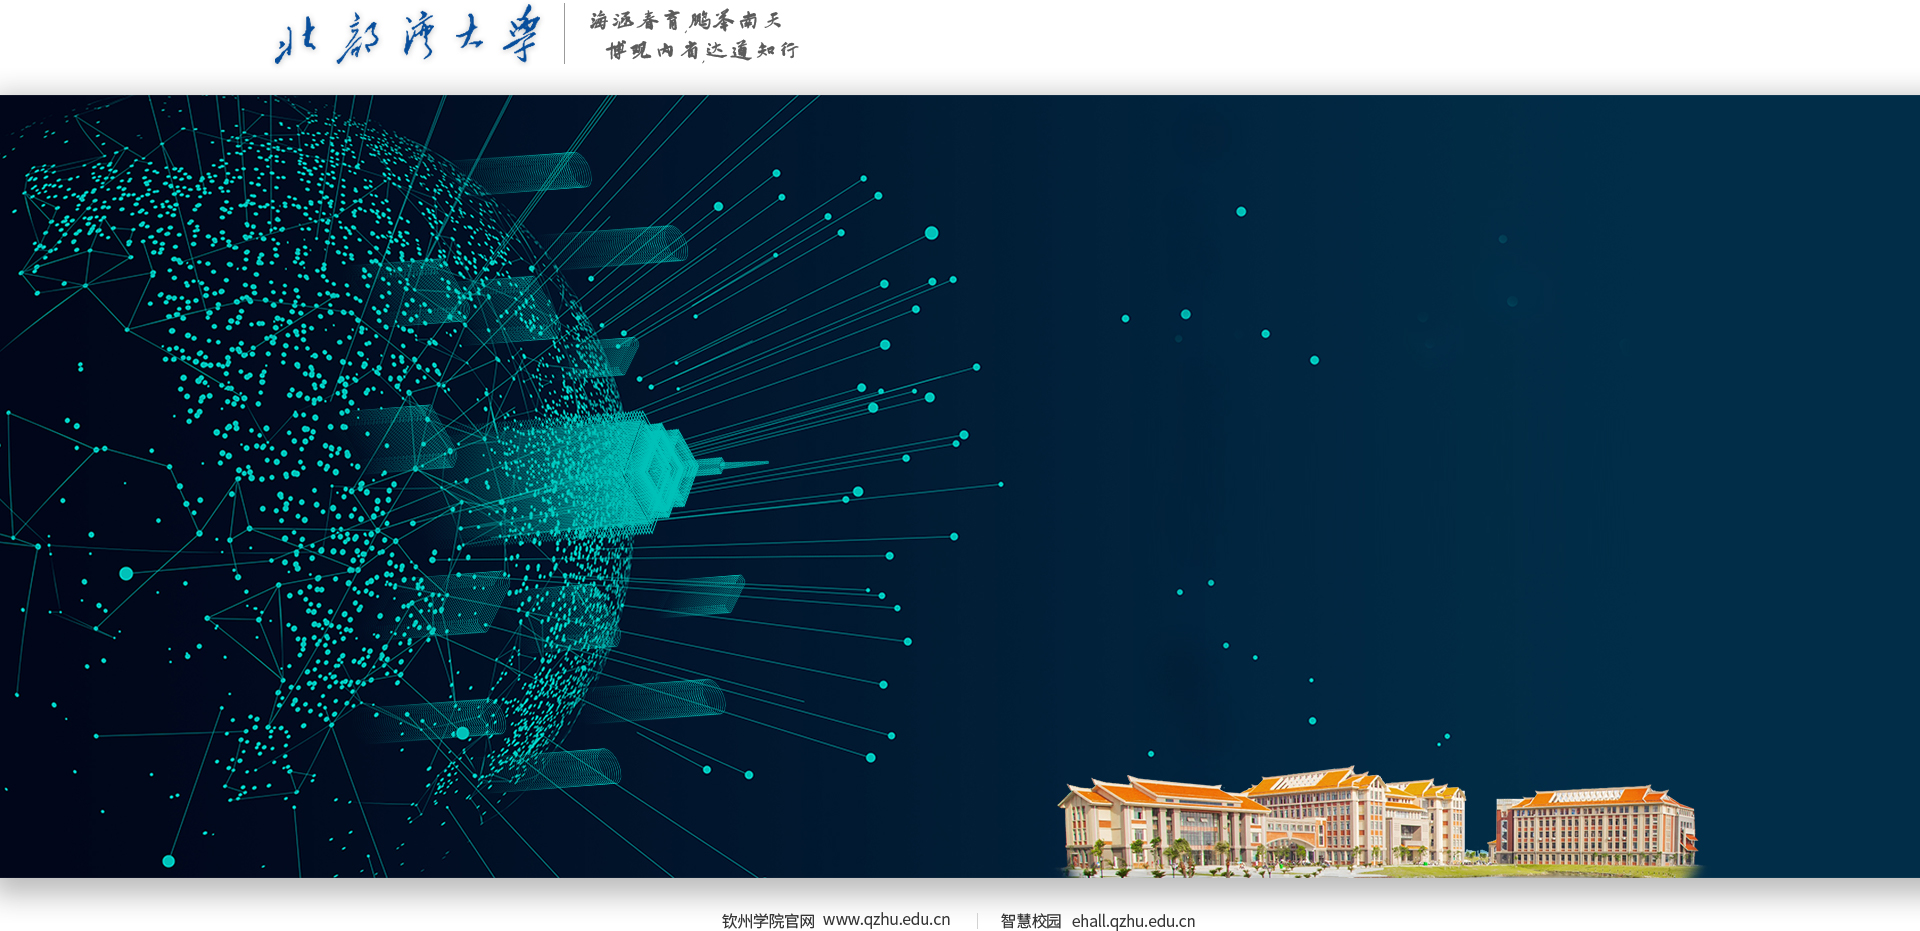 北部湾大学
海涵春育,鹏举南天
博观内省,达道知行
钦州学院官网 www.qzhu.edu.cn 智慧校园 ehall.qzhu.edu.cn